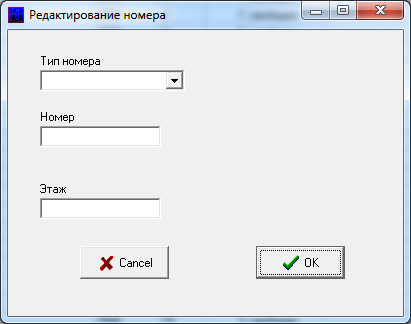 Редактирование номера
Тип номера
Номер
Этаж
Cancel
OK